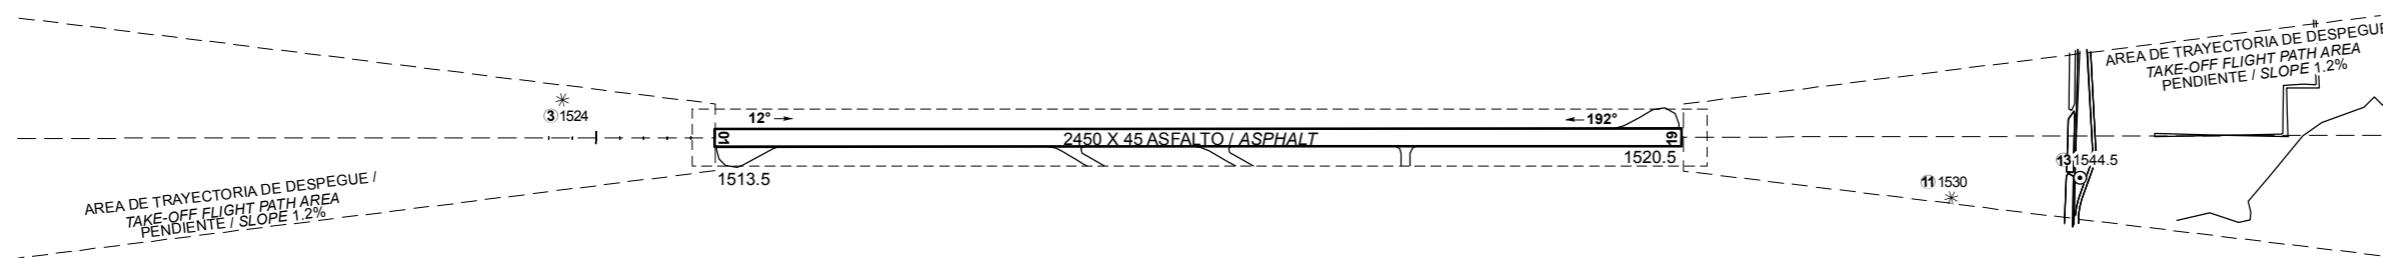 AREA DE TRAYECTORIA DE DESPEGUE
TAKE-OFF FLIGHT PATH AREA
PENDIENTE / SLOPE 1.2%
③ 1524
12°
192°
01
2450 X 45 ASFALTO / ASPHALT
19
1520.5
1513.5
⑬ 1544.5
⑪ 1530
AREA DE TRAYECTORIA DE DESPEGUE /
TAKE-OFF FLIGHT PATH AREA
PENDIENTE / SLOPE 1.2%